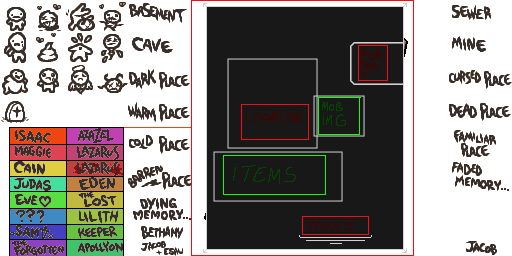 BASEMENT
CAVE
DARK PLACE
WARM PLACE
COLD PLACE
BARREN PLACE
DYING
MEMORY...
BETHANY
JACOB
+ ESAU
ISAAC
AZAZEL
MAGGIE
LAZARUS
CAIN
LAZARUS
JUDAS
EDEN
EVE♡
THE LOST
???
LILITH
SAMS
KEEPER
THE FORGOTTEN
APOLLYON
MOB
IMG
ITEMS
SEWER
MINE
CURSED PLACE
DEAD PLACE
FAMILIAR
PLACE
FADED
MEMORY...
JACOB